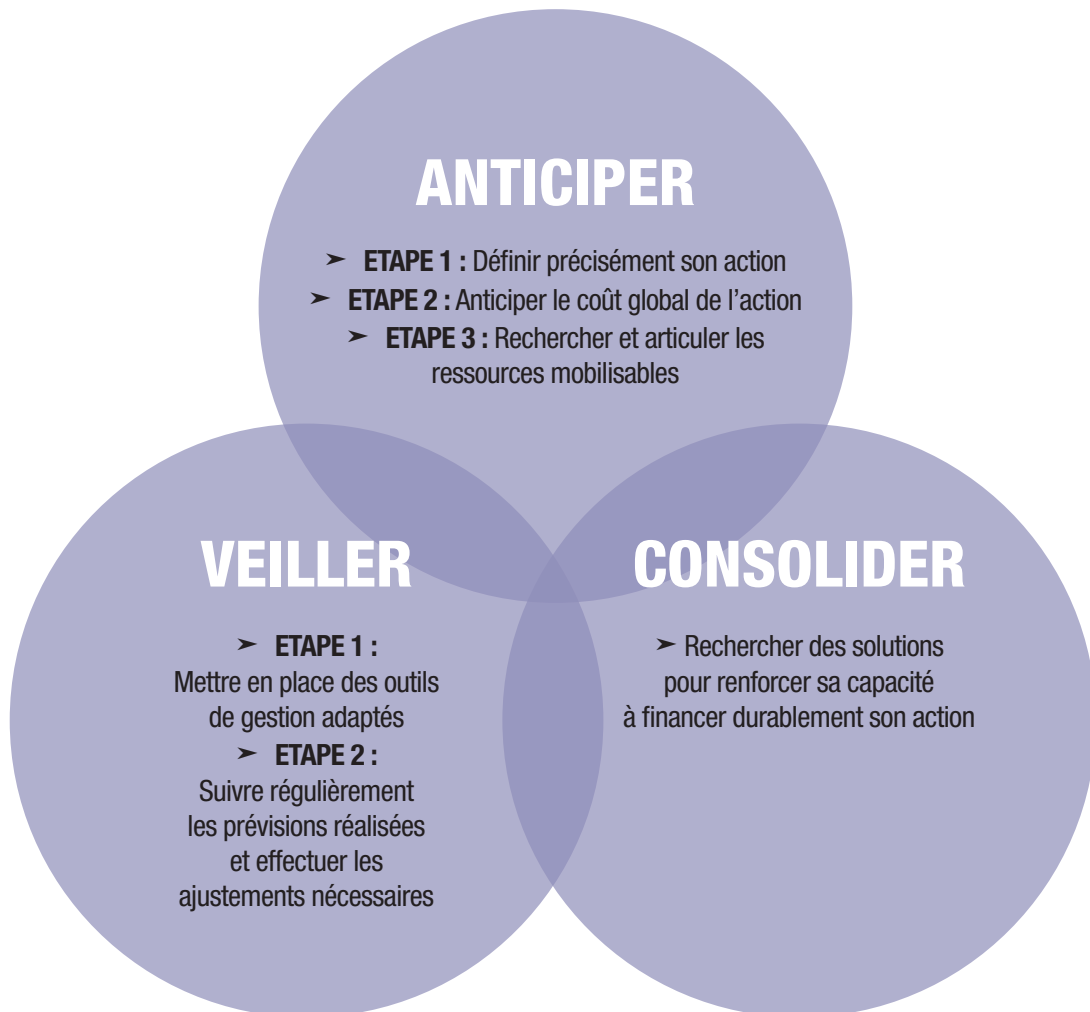 ANTICIPER
➤ ETAPE 1 : Définir précisément son action
➤ ETAPE 2 : Anticiper le coût global de l’action
➤ ETAPE 3 : Rechercher et articuler les
ressources mobilisables
VEILLER
➤ ETAPE 1 :
Mettre en place des outils
de gestion adaptés
➤ ETAPE 2 :
Suivre régulièrement
les prévisions réalisées
et effectuer les
ajustements nécessaires
CONSOLIDER
➤ Rechercher des solutions
pour renforcer sa capacité
à financer durablement son action